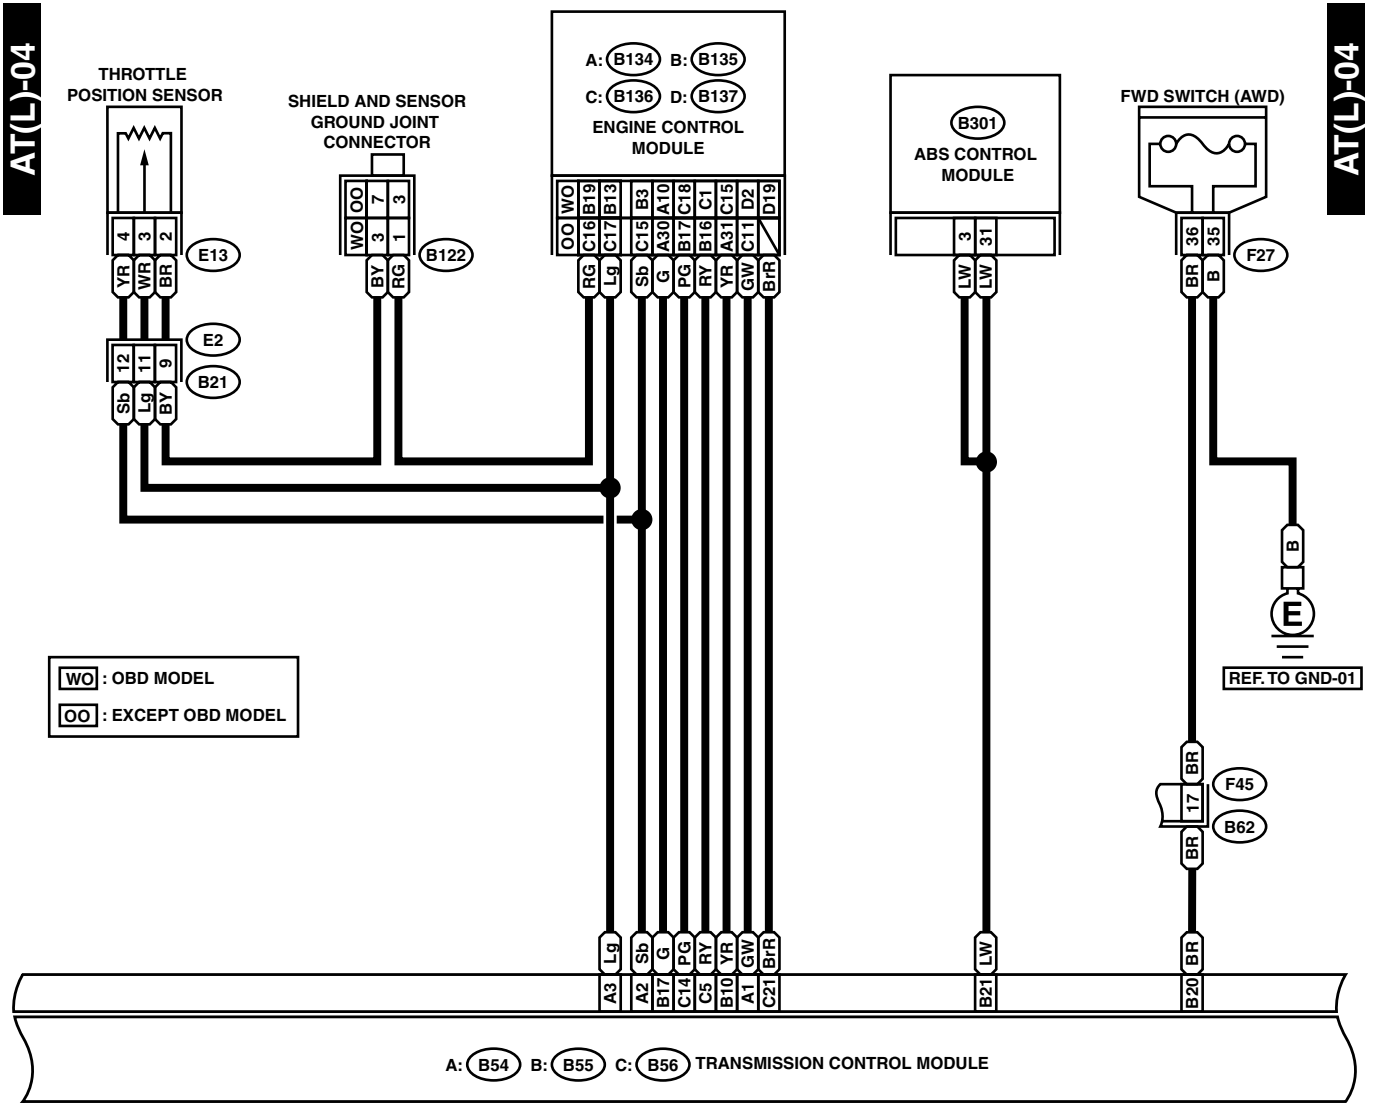 AT(L)-04
AT(L)-04
THROTTLE
POSITION SENSOR
SHIELD AND SENSOR
GROUND JOINT
CONNECTOR
A: B134 B: B135
C: B136 D: B137
ENGINE CONTROL
MODULE
B301
ABS CONTROL
MODULE
FWD SWITCH (AWD)
WO B19 B13 B3 A10 C18 C1 C15 D2 D19
OO C16 C17 C15 A30 B17 B16 A31 C11
OO 7 3
WO 3 1
4 3 2
E13
B122
3 31
36 35
F27
YR WR BR
BY RG
RG Lg Sb G PG RY YR GW BrR
LW LW
BR B
E2
12 11 9
B21
Sb Lg BY
B
E
REF. TO GND-01
WO : OBD MODEL
OO : EXCEPT OBD MODEL
BR
17
F45
B62
BR
Lg Sb G PG RY YR GW BrR
LW
BR
A3 A2 B17 C14 C5 B10 A1 C21
B21
B20
A: B54 B: B55 C: B56 TRANSMISSION CONTROL MODULE